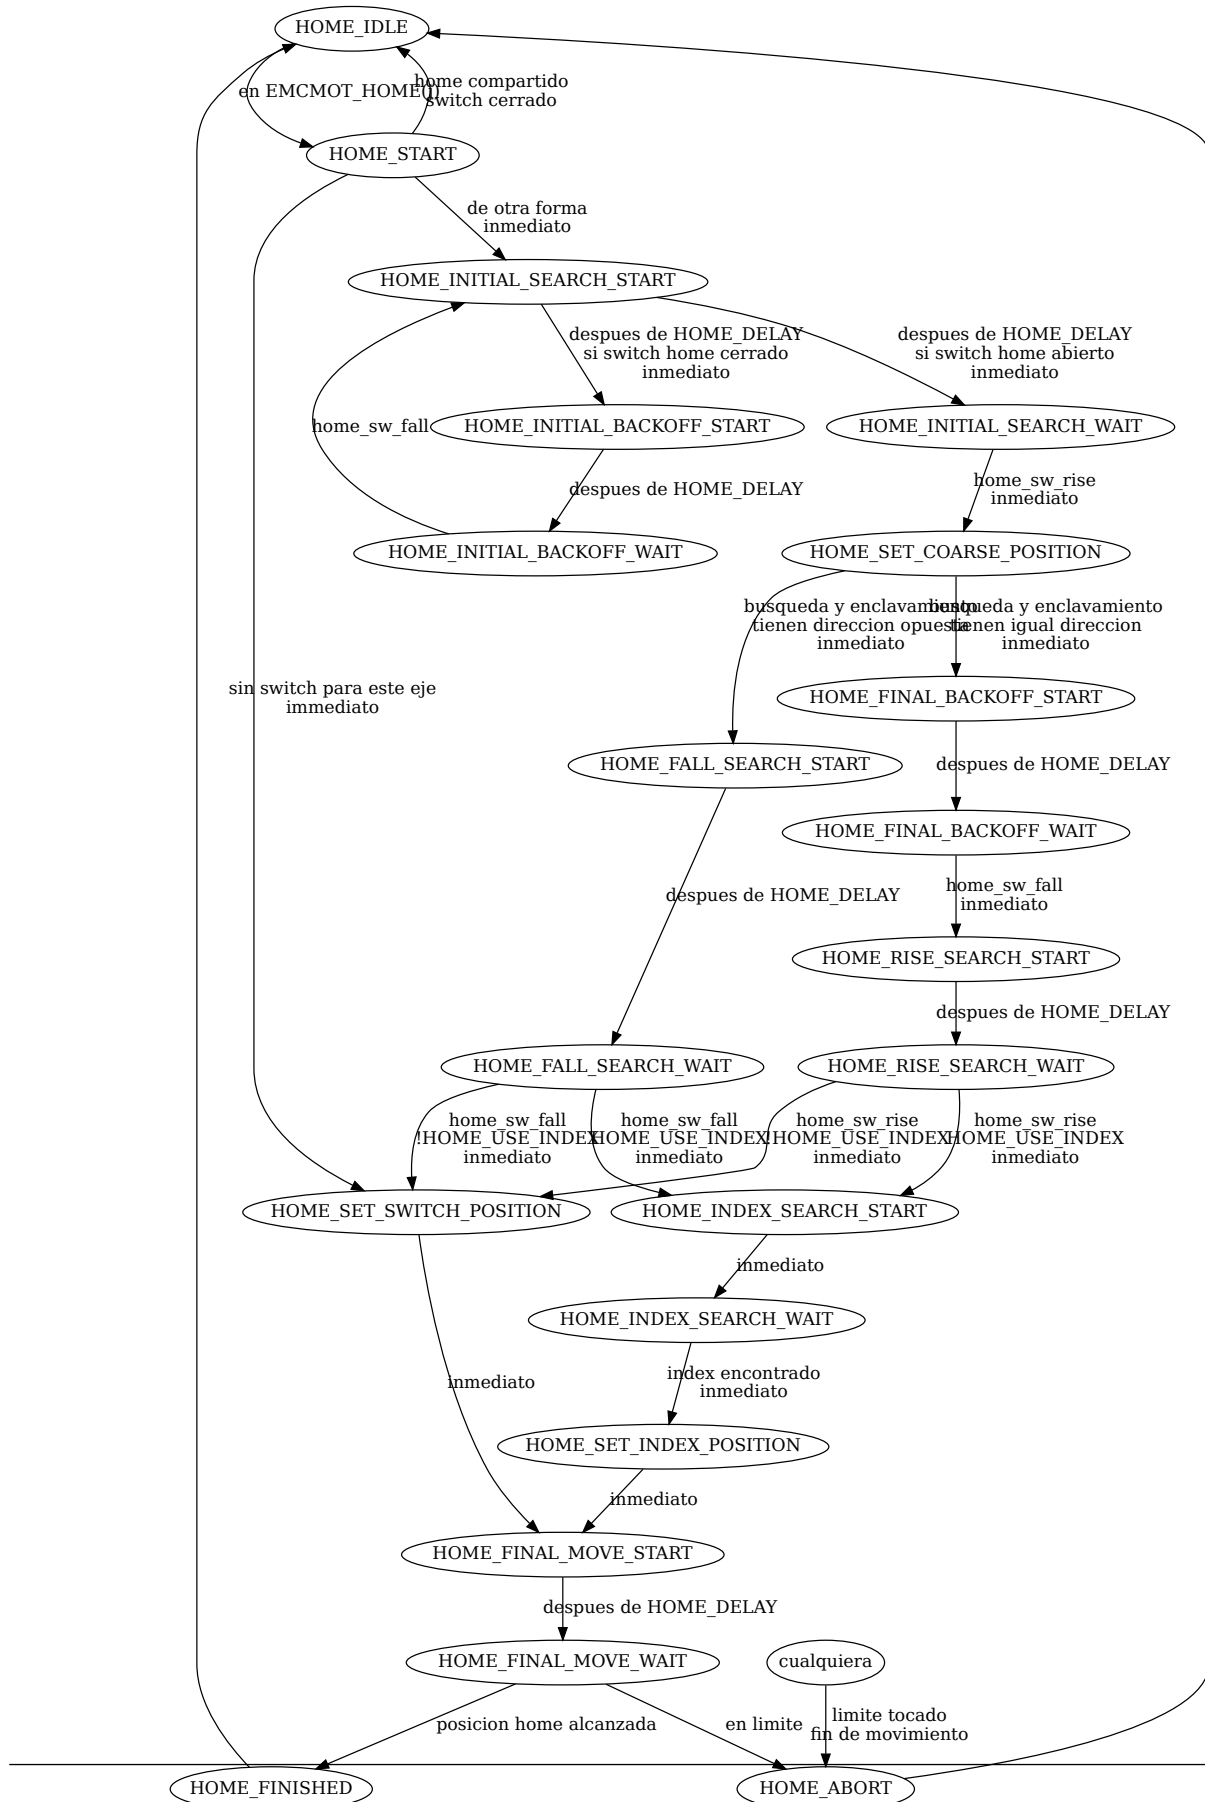 HOME_IDLE
en EMCMOT_HOME()
home compartido
switch cerrado
HOME_START
de otra forma
inmediato
HOME_INITIAL_SEARCH_START
despues de HOME_DELAY
si switch home cerrado
inmediato
despues de HOME_DELAY
si switch home abierto
inmediato
home_sw_fall
HOME_INITIAL_BACKOFF_START
HOME_INITIAL_SEARCH_WAIT
despues de HOME_DELAY
home_sw_rise
inmediato
HOME_INITIAL_BACKOFF_WAIT
HOME_SET_COARSE_POSITION
busqueda y enclavamiento
tienen direccion opuesta
inmediato
busqueda y enclavamiento
tienen igual direccion
inmediato
sin switch para este eje
immediato
HOME_FINAL_BACKOFF_START
HOME_FALL_SEARCH_START
despues de HOME_DELAY
HOME_FINAL_BACKOFF_WAIT
despues de HOME_DELAY
home_sw_fall
inmediato
HOME_RISE_SEARCH_START
despues de HOME_DELAY
HOME_FALL_SEARCH_WAIT
HOME_RISE_SEARCH_WAIT
home_sw_fall
!HOME_USE_INDEX
inmediato
home_sw_fall
HOME_USE_INDEX
inmediato
home_sw_rise
!HOME_USE_INDEX
inmediato
home_sw_rise
HOME_USE_INDEX
inmediato
HOME_SET_SWITCH_POSITION
HOME_INDEX_SEARCH_START
inmediato
HOME_INDEX_SEARCH_WAIT
inmediato
index encontrado
inmediato
HOME_SET_INDEX_POSITION
inmediato
HOME_FINAL_MOVE_START
despues de HOME_DELAY
HOME_FINAL_MOVE_WAIT
cualquiera
posicion home alcanzada
en limite
limite tocado
fin de movimiento
HOME_FINISHED
HOME_ABORT